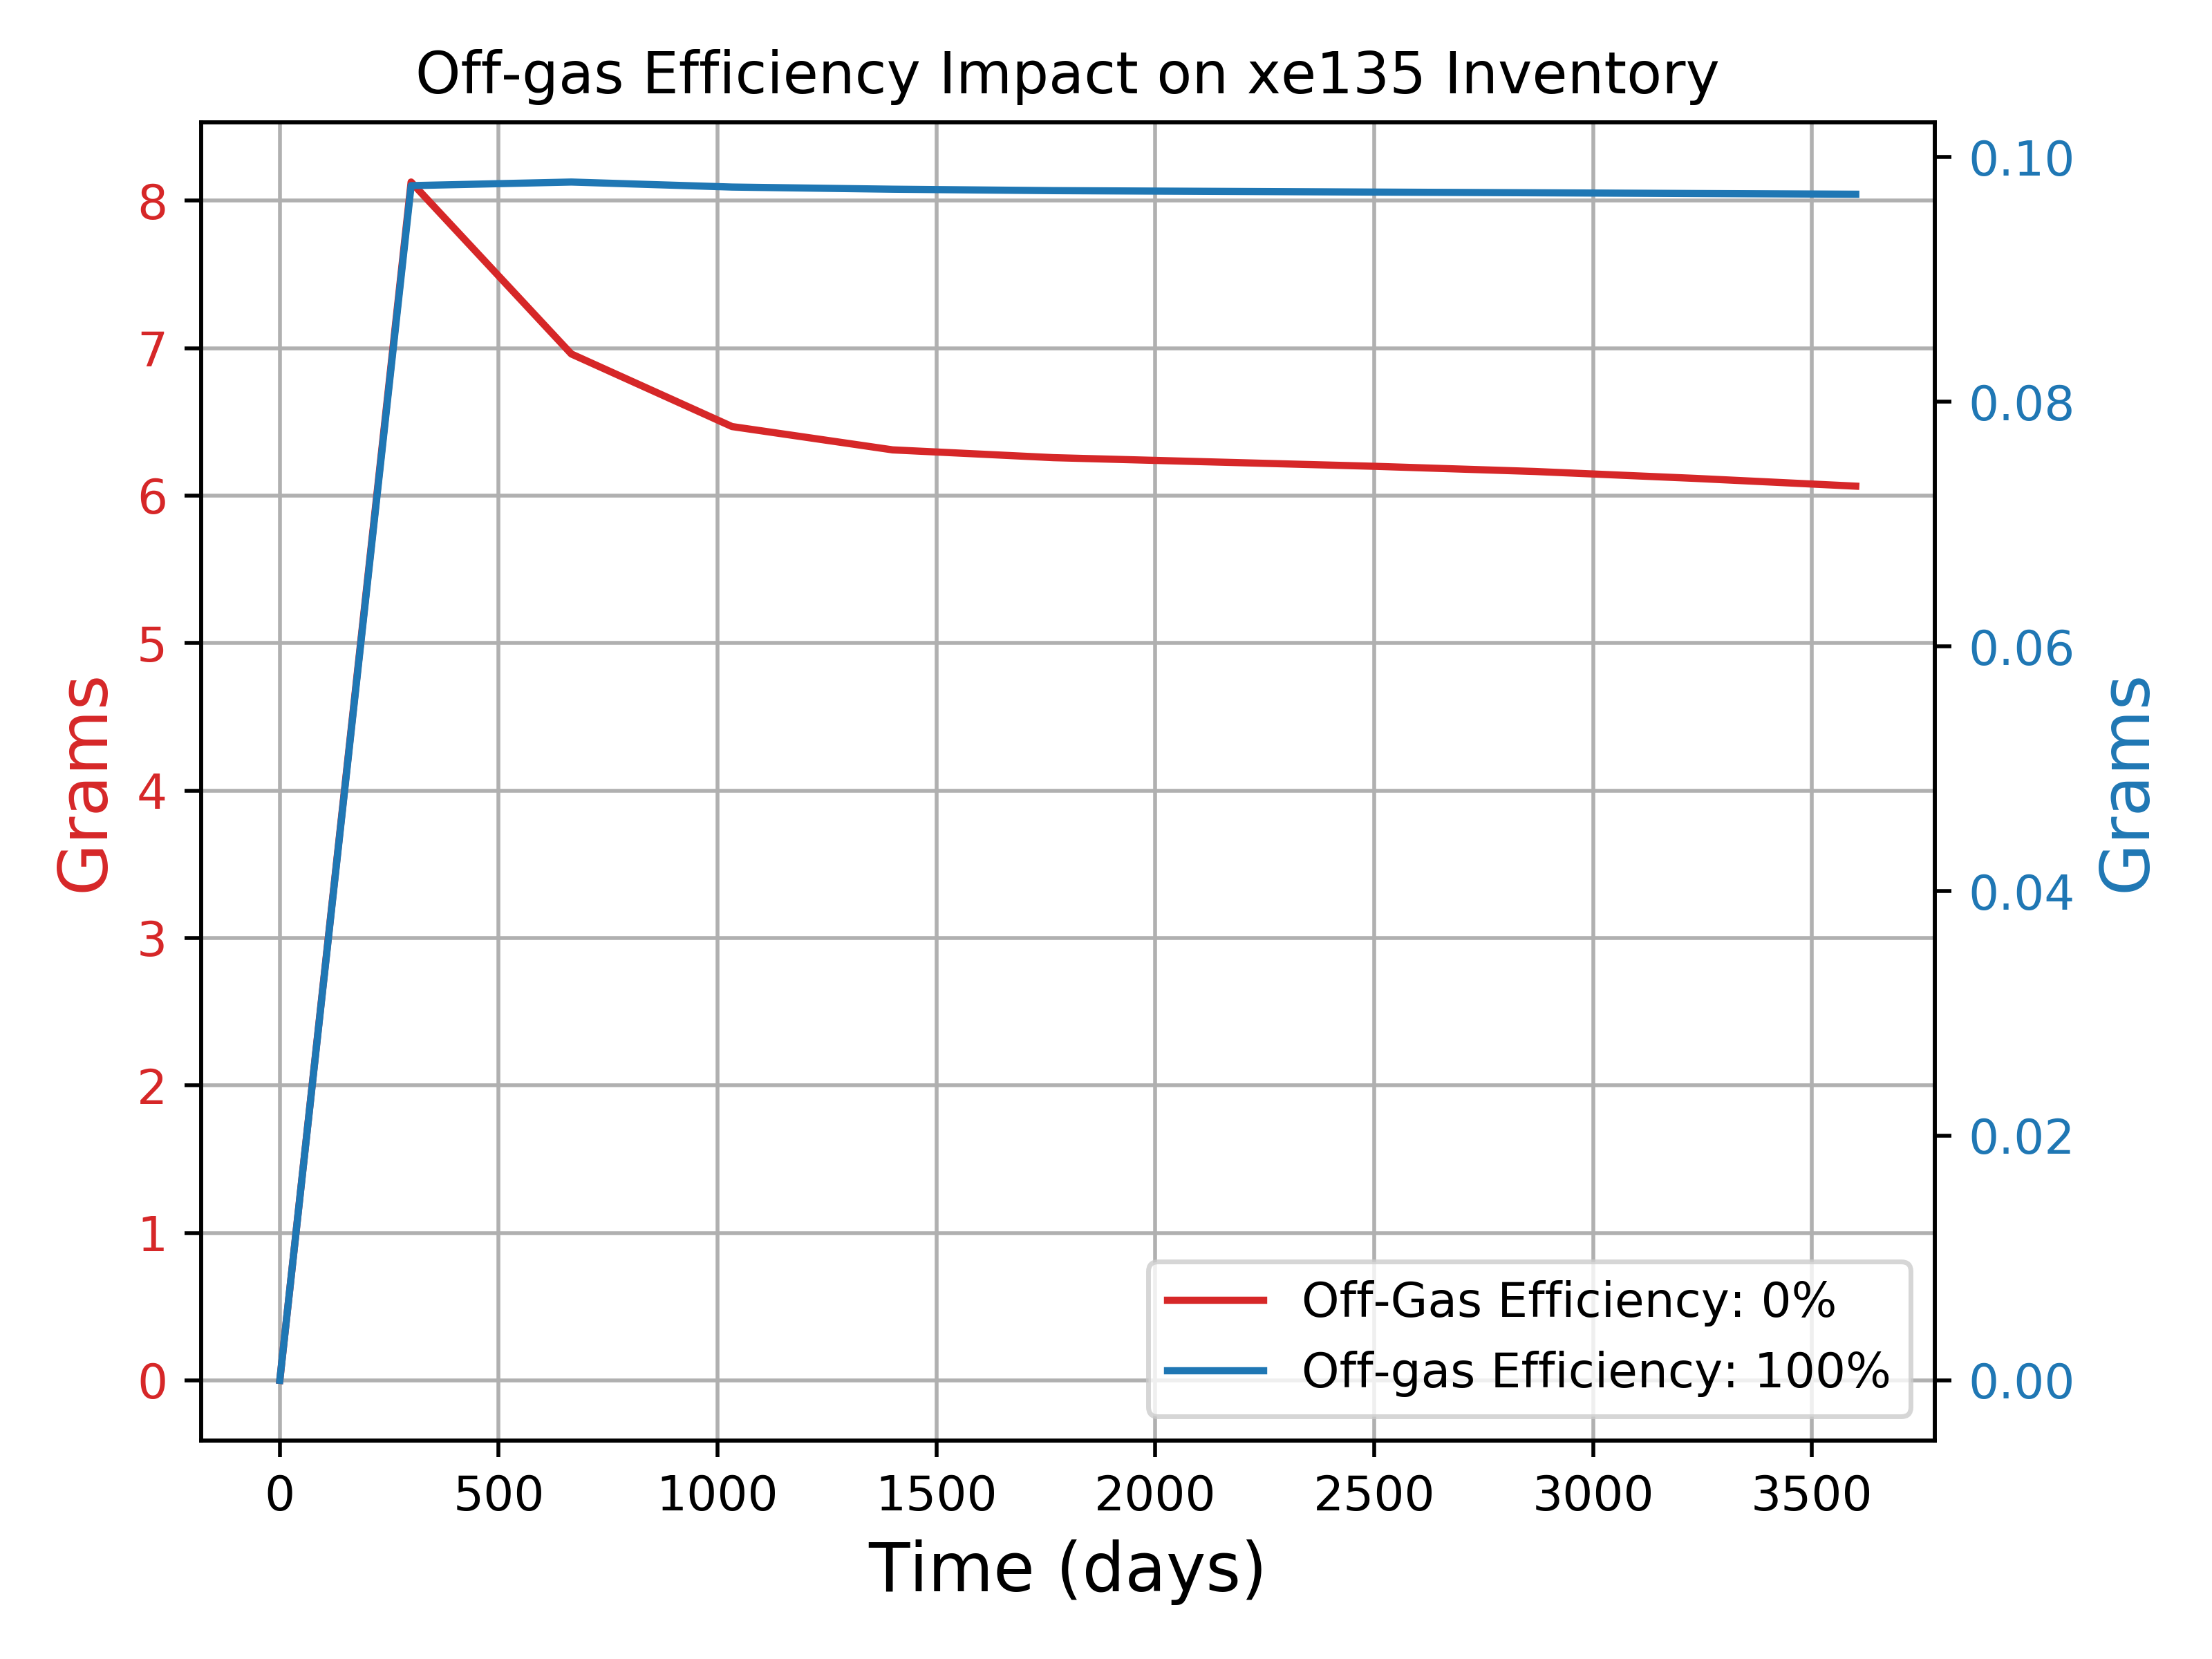 Off-gas Efficiency Impact on xe135 Inventory
8
7
6
5
4
3
2
1
0
Grams
0.10
0.08
0.06
0.04
0.02
0.00
Grams
Off-Gas Efficiency: 0%
Off-gas Efficiency: 100%
0 500 1000 1500 2000 2500 3000 3500
Time (days)